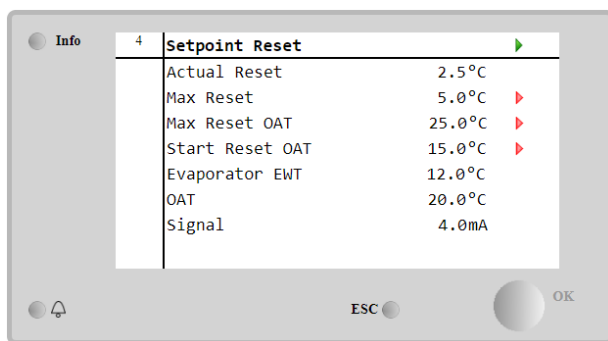 Info
4 Setpoint Reset
Actual Reset 2.5°C
Max Reset 5.0°C
Max Reset OAT 25.0°C
Start Reset OAT 15.0°C
Evaporator EWT 12.0°C
OAT 20.0°C
Signal 4.0mA
ESC
OK